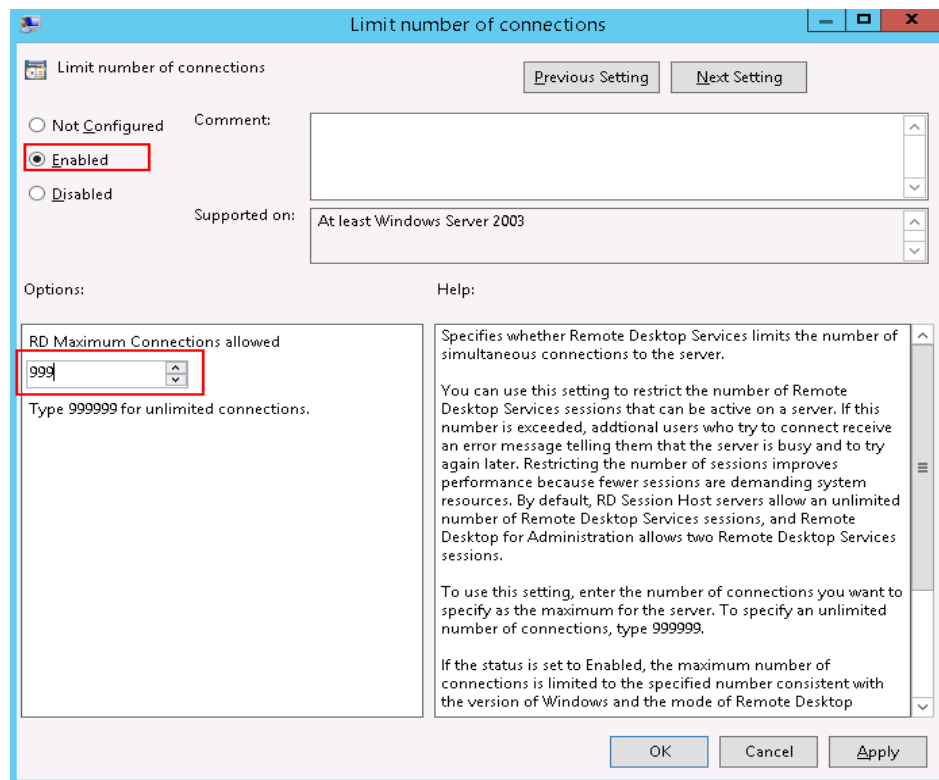 Limit number of connections
Limit number of connections
Previous Setting
Next Setting
Not Configured
Comment:
Enabled
Disabled
Supported on:
At least Windows Server 2003
Options:
Help:
RD Maximum Connections allowed
999
Type 999999 for unlimited connections.
Specifies whether Remote Desktop Services limits the number of
simultaneous connections to the server.
You can use this setting to restrict the number of Remote
Desktop Services sessions that can be active on a server. If this
number is exceeded, addtional users who try to connect receive
an error message telling them that the server is busy and to try
again later. Restricting the number of sessions improves
performance because fewer sessions are demanding system
resources. By default, RD Session Host servers allow an unlimited
number of Remote Desktop Services sessions, and Remote
Desktop for Administration allows two Remote Desktop Services
sessions.
To use this setting, enter the number of connections you want to
specify as the maximum for the server. To specify an unlimited
number of connections, type 999999.
If the status is set to Enabled, the maximum number of
connections is limited to the specified number consistent with
the version of Windows and the mode of Remote Desktop
OK
Cancel
Apply